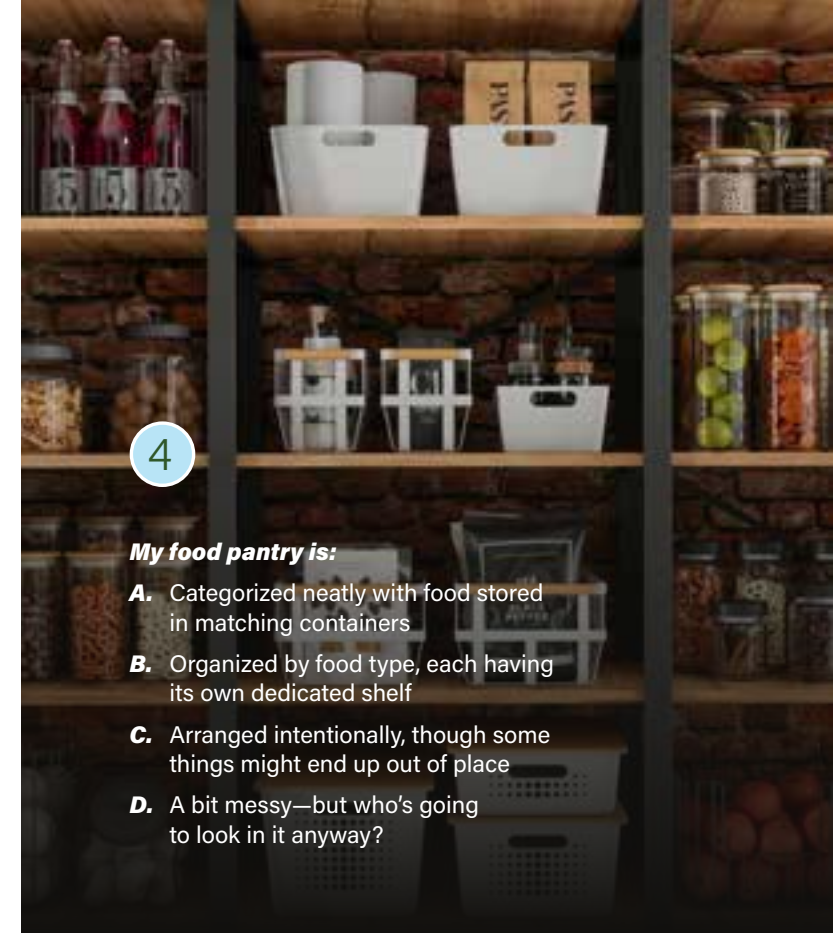 PAS
PAS
4
My food pantry is:
A. Categorized neatly with food stored
in matching containers
B. Organized by food type, each having
its own dedicated shelf
C. Arranged intentionally, though some
things might end up out of place
D. A bit messy—but who's going
to look in it anyway?